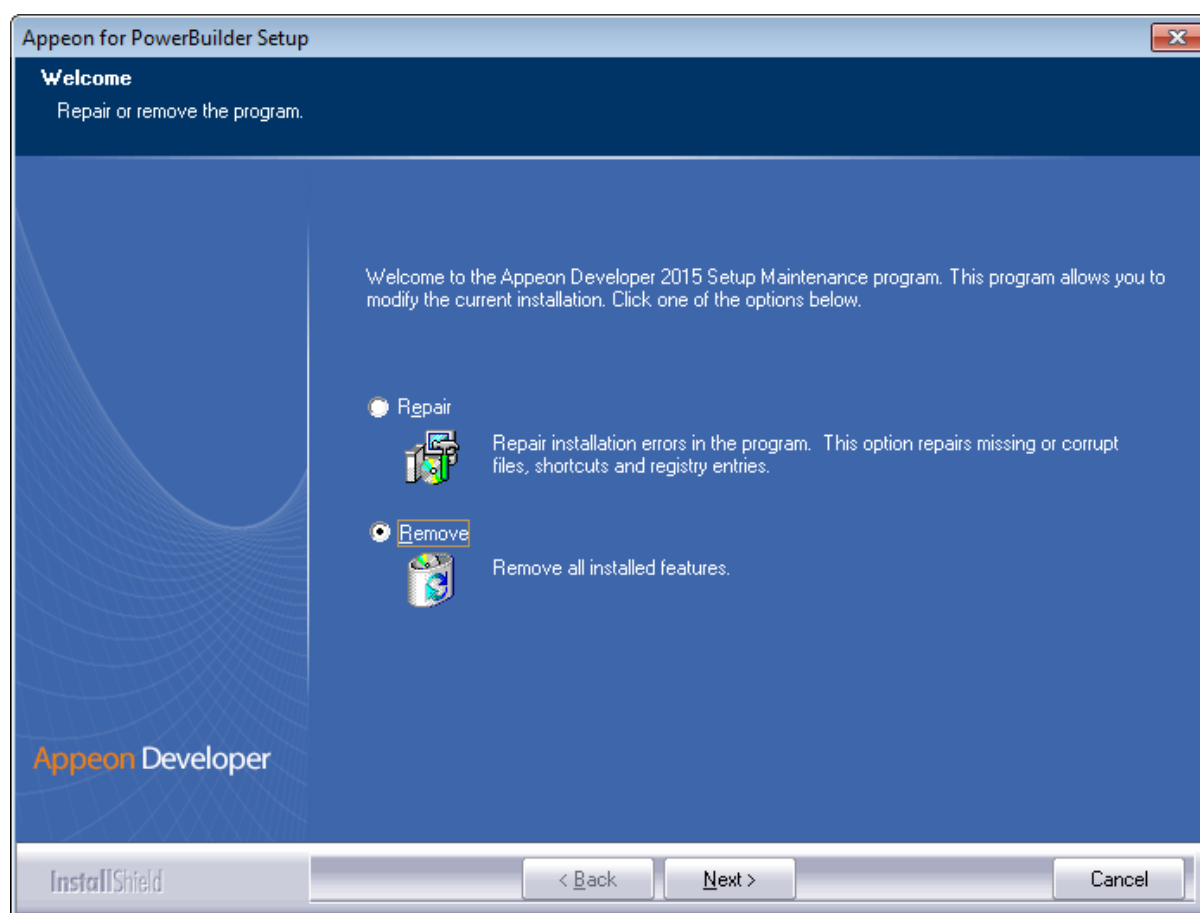 Appeon for PowerBuilder Setup
Welcome
Repair or remove the program.
Welcome to the Appeon Developer 2015 Setup Maintenance program. This program allows you to
modify the current installation. Click one of the options below.
Repair
Repair installation errors in the program.  This option repairs missing or corrupt
files, shortcuts and registry entries.
Remove
Remove all installed features.
Appeon Developer
InstallShield
< Back
Next >
Cancel